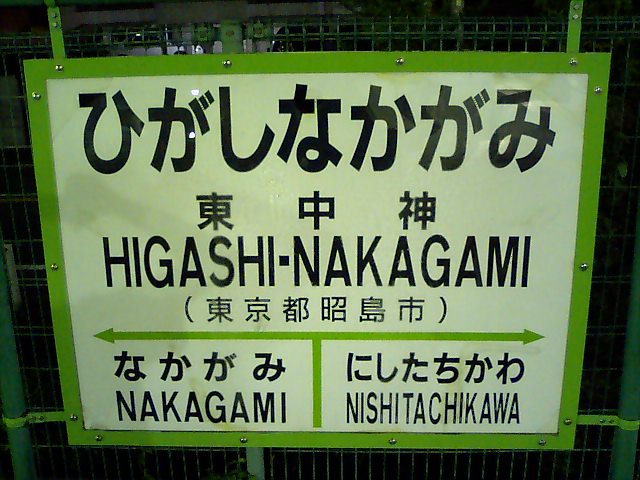 ひがしなかがみ
東中神
HIGASHI-NAKAGAMI
(東京都昭島市)
なかがみ にしたちかわ
NAKAGAMI NISHITACHIKAWA